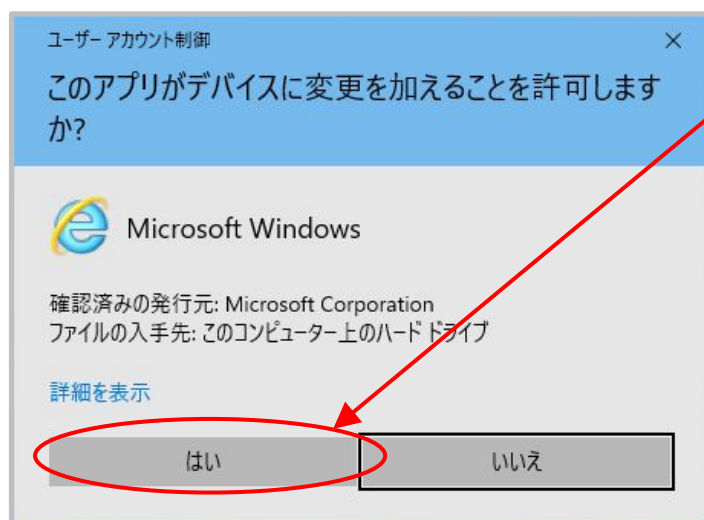 ユーザー アカウント制御
このアプリがデバイスに変更を加えることを許可します
か?
Microsoft Windows
確認済みの発行元: Microsoft Corporation
ファイルの入手先: このコンピューター上のハード ドライブ
詳細を表示
はい
いいえ